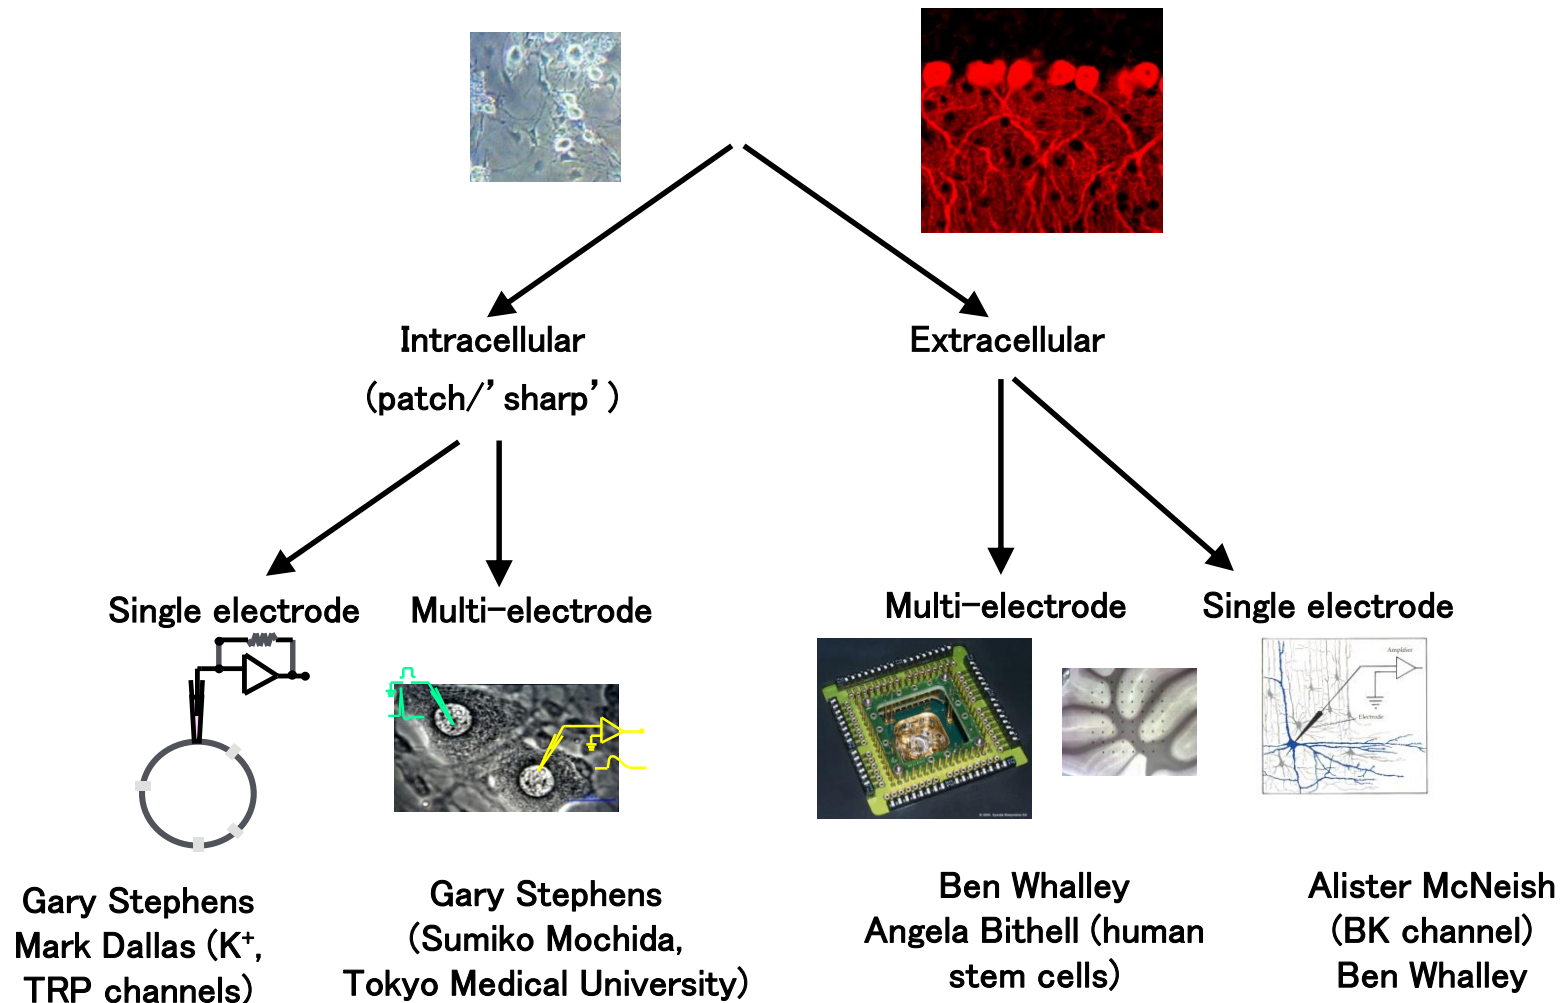 Intracellular
(patch/’sharp’)
Extracellular
Single electrode
Multi−electrode
Multi−electrode
Single electrode
Amplifier
Electrode
Gary Stephens
Mark Dallas (K⁺,
TRP channels)
Gary Stephens
(Sumiko Mochida,
Tokyo Medical University)
Ben Whalley
Angela Bithell (human
stem cells)
Alister McNeish
(BK channel)
Ben Whalley